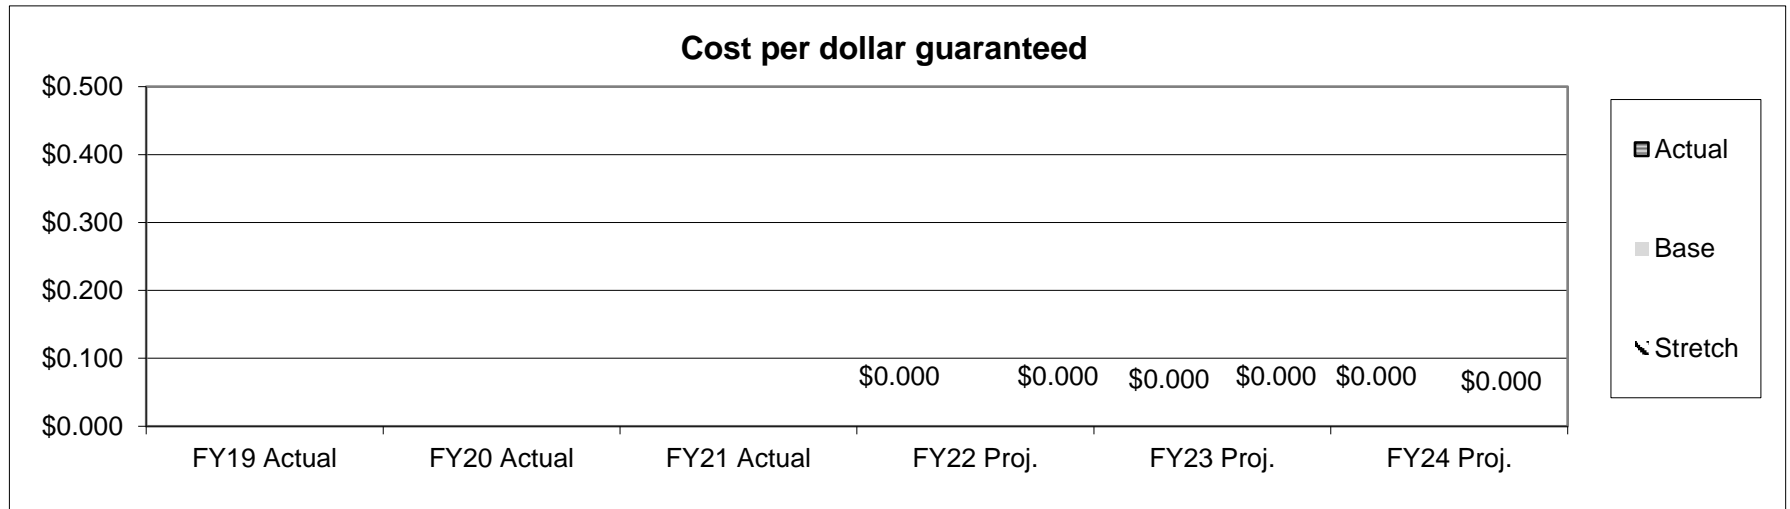 Cost per dollar guaranteed
$0.500
$0.400
$0.300
$0.200
$0.100
$0.000
$0.000 $0.000 $0.000 $0.000 $0.000 $0.000
FY19 Actual FY20 Actual FY21 Actual FY22 Proj. FY23 Proj. FY24 Proj.
Actual
Base
Stretch